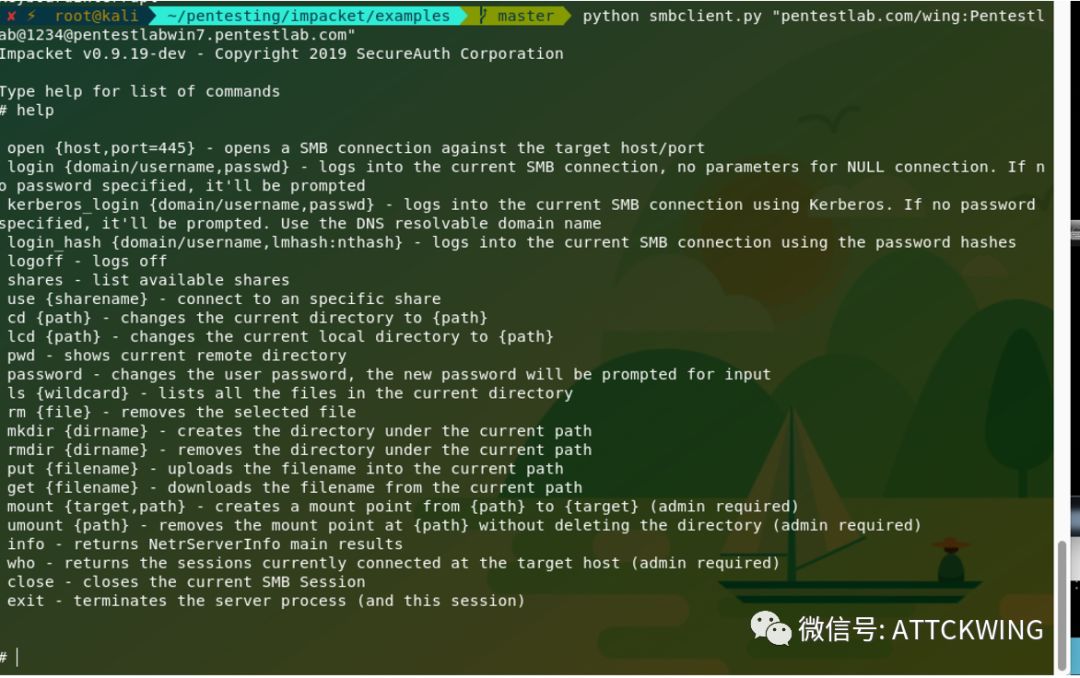 ✘ ⚡ root@kali ~/pentesting/impacket/examples master python smbclient.py "pentestlab.com/wing:Pentestl
ab@1234@pentestlabwin7.pentestlab.com"
Impacket v0.9.19-dev - Copyright 2019 SecureAuth Corporation
Type help for list of commands
# help
open {host,port=445} - opens a SMB connection against the target host/port
login {domain/username,passwd} - logs into the current SMB connection, no parameters for NULL connection. If n
o password specified, it'll be prompted
kerberos_login {domain/username,passwd} - logs into the current SMB connection using Kerberos. If no password
specified, it'll be prompted. Use the DNS resolvable domain name
login_hash {domain/username,lmhash:nthash} - logs into the current SMB connection using the password hashes
logoff - logs off
shares - list available shares
use {sharename} - connect to an specific share
cd {path} - changes the current directory to {path}
lcd {path} - changes the current local directory to {path}
pwd - shows current remote directory
password - changes the user password, the new password will be prompted for input
ls {wildcard} - lists all the files in the current directory
rm {file} - removes the selected file
mkdir {dirname} - creates the directory under the current path
rmdir {dirname} - removes the directory under the current path
put {filename} - uploads the filename into the current path
get {filename} - downloads the filename from the current path
mount {target,path} - creates a mount point from {path} to {target} (admin required)
umount {path} - removes the mount point at {path} without deleting the directory (admin required)
info - returns NetrServerInfo main results
who - returns the sessions currently connected at the target host (admin required)
close - closes the current SMB Session
exit - terminates the server process (and this session)
微信号: ATTCKWING
#